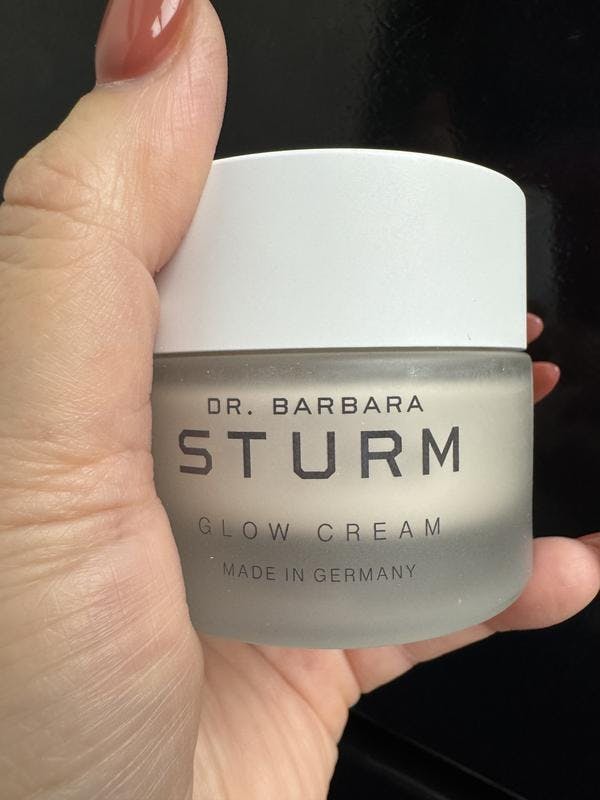 DR. BARBARA
STURM
GLOW CREAM
MADE IN GERMANY